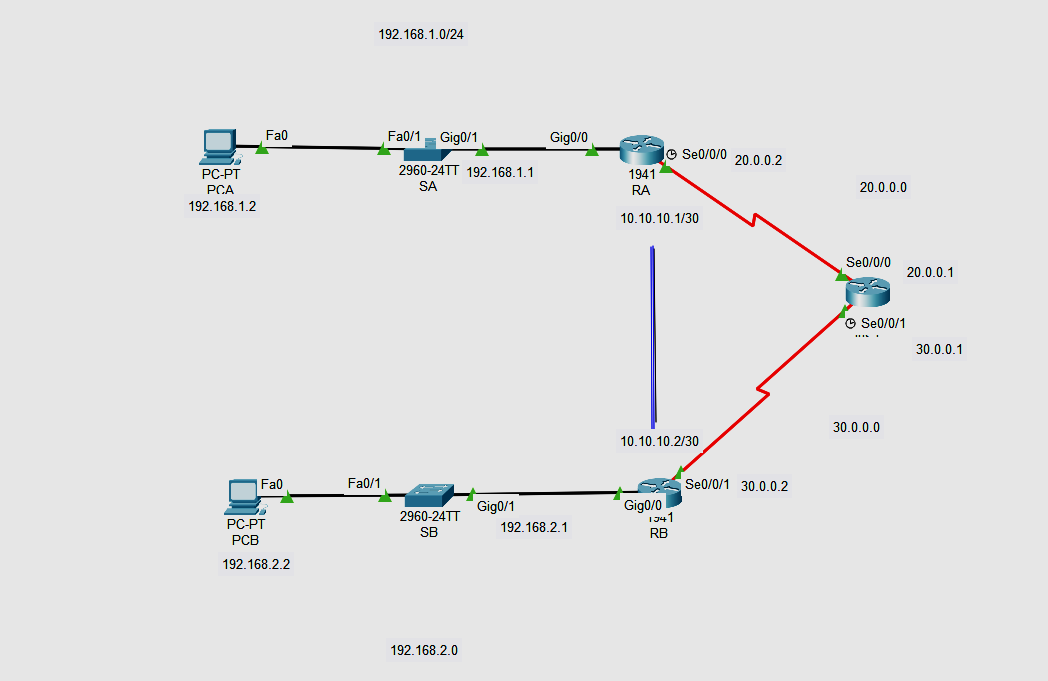 192.168.1.0/24
Fa0
Fa0/1
Gig0/1
Gig0/0
Se0/0/0
20.0.0.2
PC-PT
PCA
192.168.1.2
2960-24TT
SA
192.168.1.1
1941
RA
20.0.0.0
10.10.10.1/30
Se0/0/0
20.0.0.1
Se0/0/1
30.0.0.1
30.0.0.0
10.10.10.2/30
Fa0
Fa0/1
Gig0/1
Gig0/0
Se0/0/1
30.0.0.2
PC-PT
PCB
192.168.2.2
2960-24TT
SB
192.168.2.1
1941
RB
192.168.2.0